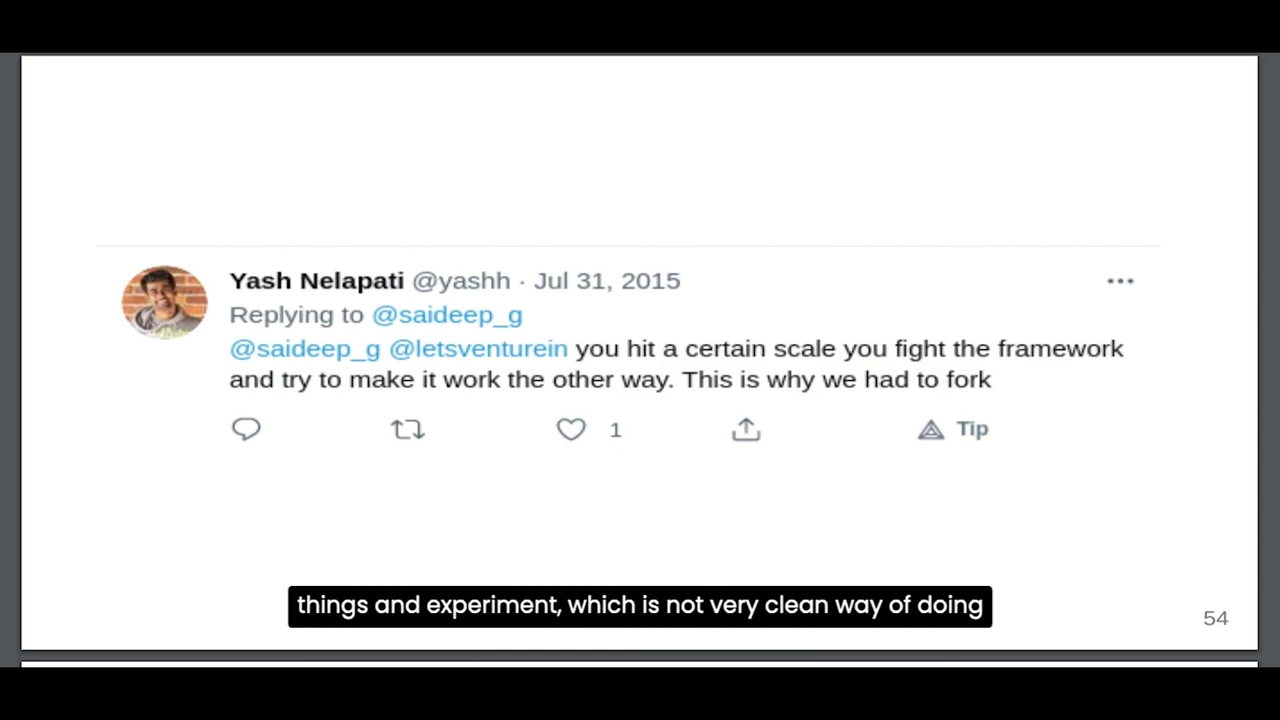 Yash Nelapati @yashh · Jul 31, 2015
Replying to @saideep_g
@saideep_g @letsventurein you hit a certain scale you fight the framework
and try to make it work the other way. This is why we had to fork
1 Tip
things and experiment, which is not very clean way of doing
54